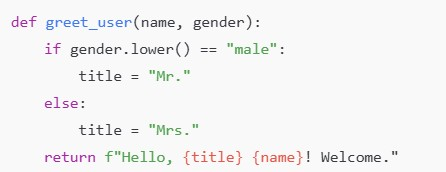 def greet_user(name, gender):
    if gender.lower() == "male":
        title = "Mr."
    else:
        title = "Mrs."
    return f"Hello, {title} {name}! Welcome."